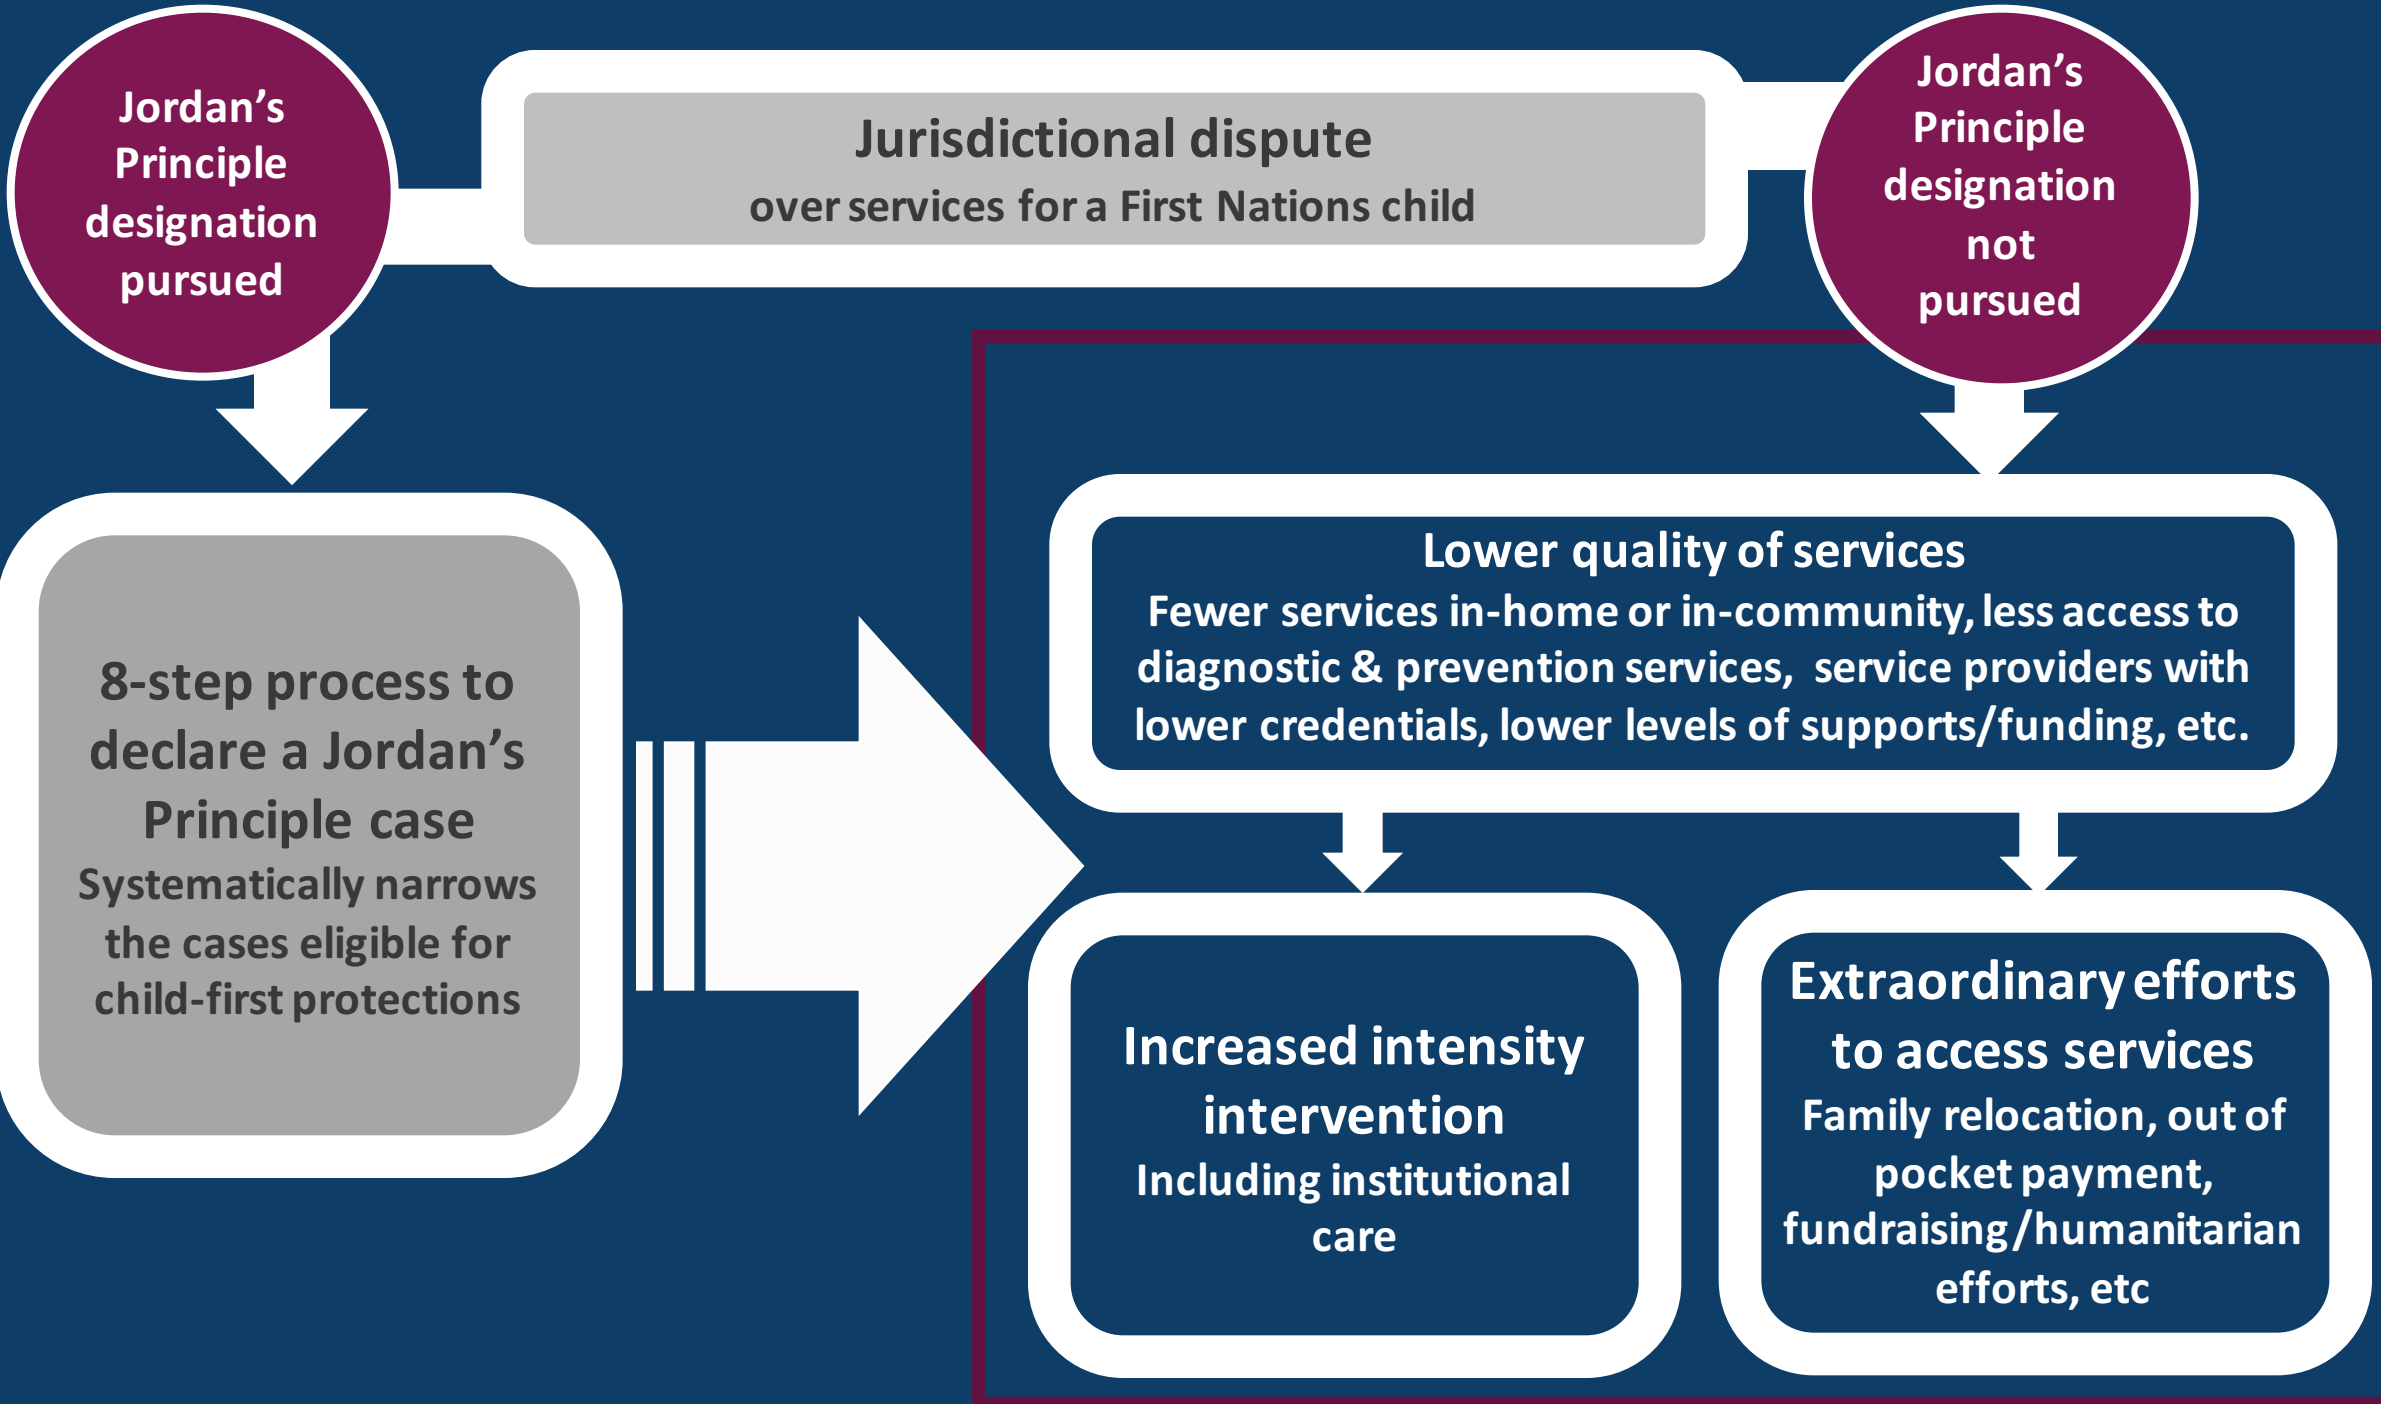 Jordan's
Principle
designation
pursued
Jurisdictional dispute
over services for a First Nations child
Jordan's
Principle
designation
not
pursued
8-step process to
declare a Jordan's
Principle case
Systematically narrows
the cases eligible for
child-first protections
Lower quality of services
Fewer services in-home or in-community, less access to
diagnostic & prevention services, service providers with
lower credentials, lower levels of supports/funding, etc.
Increased intensity
intervention
Including institutional
care
Extraordinary efforts
to access services
Family relocation, out of
pocket payment,
fundraising/humanitarian
efforts, etc